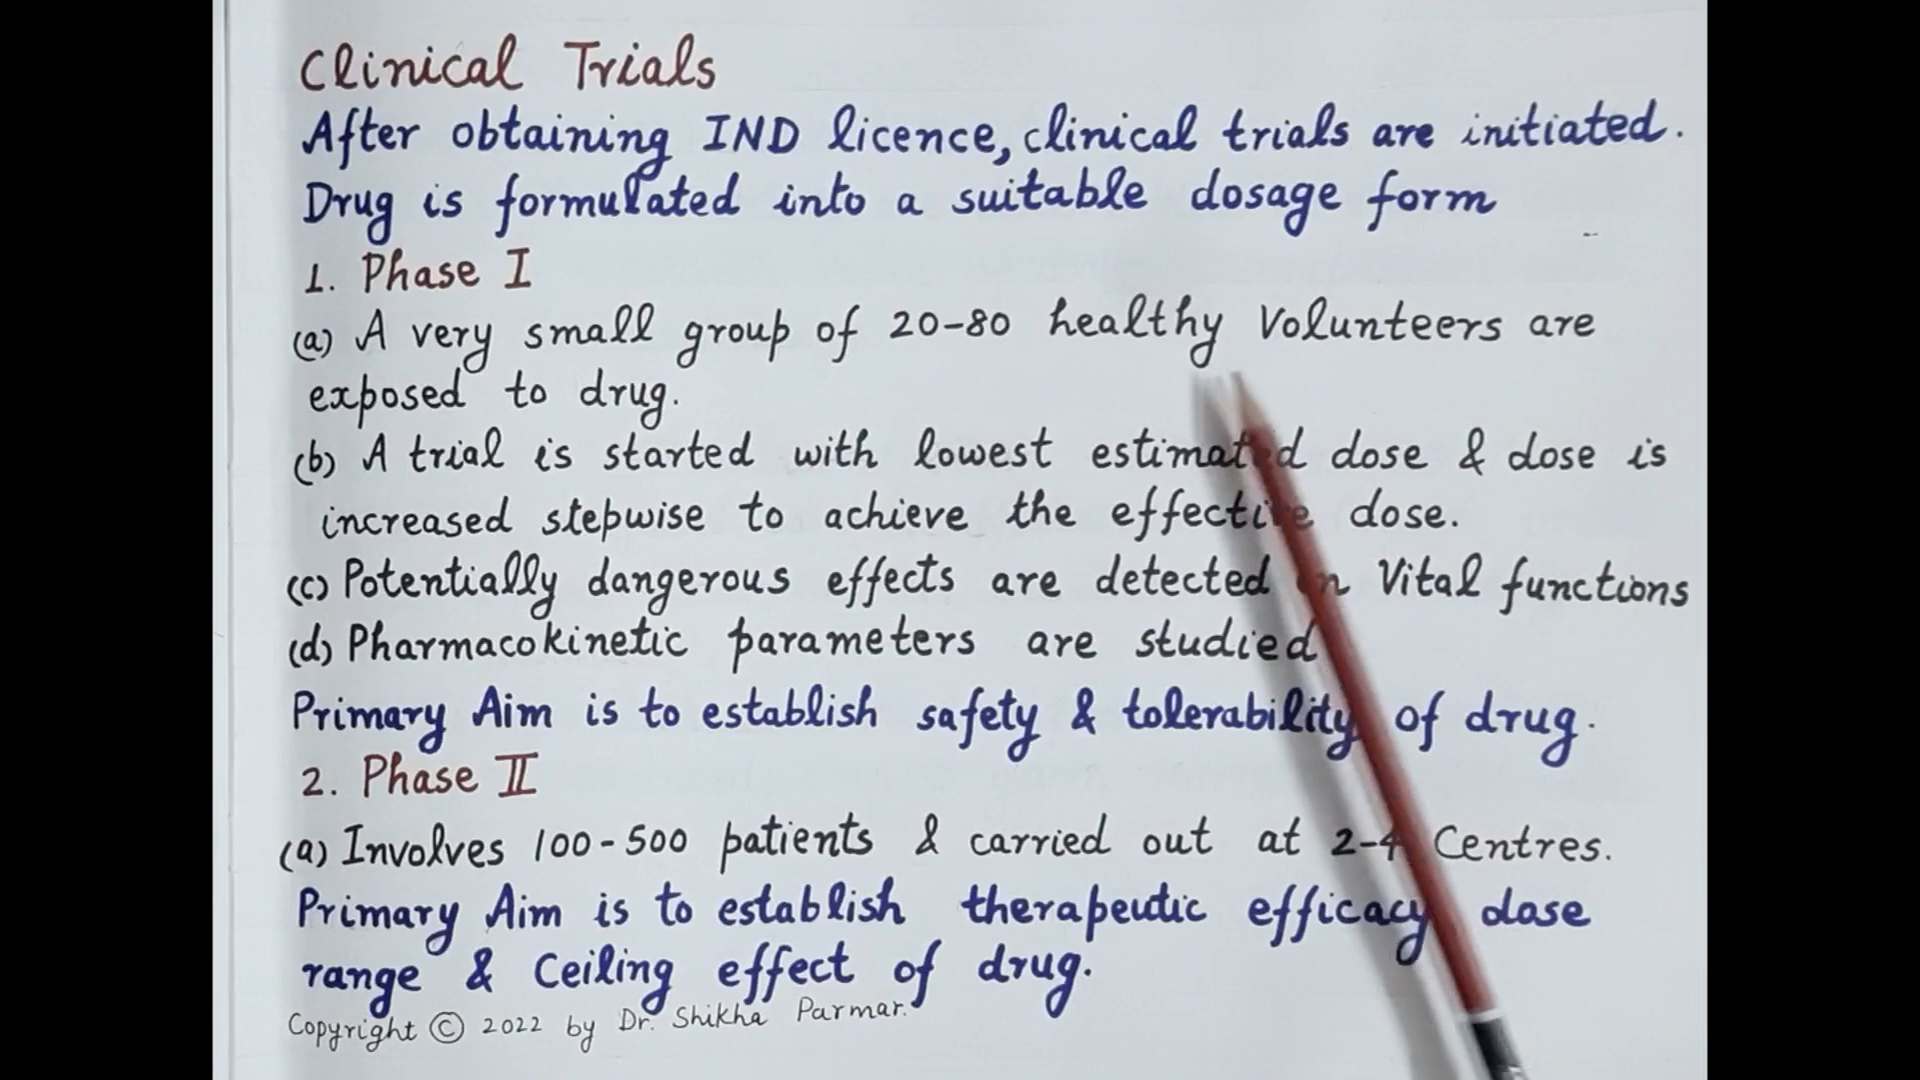 Clinical Trials
After obtaining IND licence, clinical trials are initiated.
Drug is formulated into a suitable dosage form
1. Phase I
(a) A very small group of 20-80 healthy Volunteers are
exposed to drug.
(b) A trial is started with lowest estimated dose & dose is
increased stepwise to achieve the effective dose.
(c) Potentially dangerous effects are detected on Vital functions
(d) Pharmacokinetic parameters are studied
Primary Aim is to establish safety & tolerability of drug.
2. Phase II
(a) Involves 100-500 patients & carried out at 2-4 Centres.
Primary Aim is to establish therapeutic efficacy dose
range & Ceiling effect of drug.
Copyright © 2022 by Dr. Shikha Parmar.